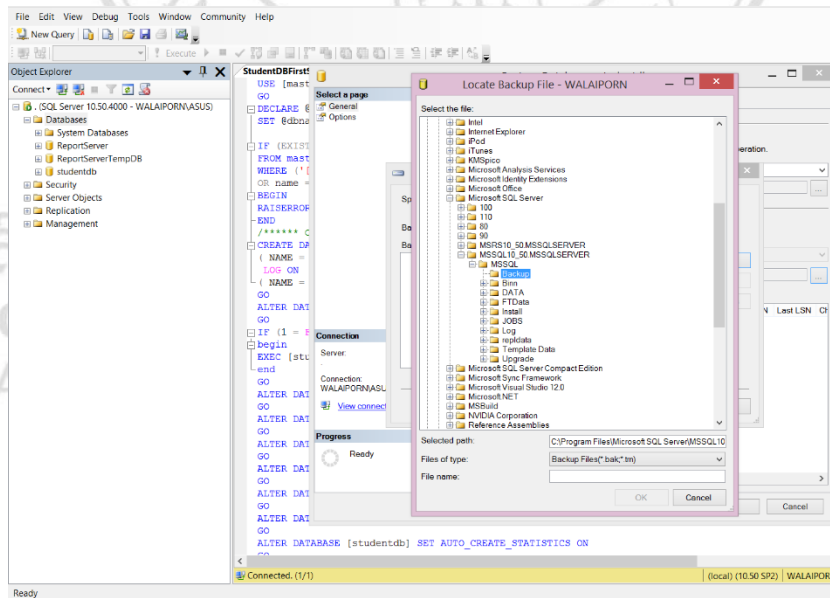 File Edit View Debug Tools Window Community Help
New Query
Execute
Object Explorer
Connect
. (SQL Server 10.50.4000 - WALAIPORN\ASUS)
Databases
System Databases
ReportServer
ReportServerTempDB
studentdb
Security
Server Objects
Replication
Management
StudentDBFirstS
USE [mast
GO
DECLARE @
SET @dbna
IF (EXIST
FROM mast
WHERE ('[
OR name =
BEGIN
RAISERROR
END
/****** O
CREATE DA
( NAME =
LOG ON
( NAME =
GO
ALTER DAT
GO
IF (1 = F
begin
EXEC [stu
end
GO
ALTER DAT
GO
ALTER DAT
GO
ALTER DAT
GO
ALTER DAT
GO
ALTER DAT
GO
ALTER DAT
GO
ALTER DATABASE [studentdb] SET AUTO_CREATE_STATISTICS ON
GO
Select a page
General
Options
Connection
Server:
.
Connection:
WALAIPORN\ASU
View connect
Progress
Ready
Sp
Ba
Ba
Locate Backup File - WALAIPORN
Select the file:
Intel
Internet Explorer
iPod
iTunes
KMSpico
Microsoft Analysis Services
Microsoft Identity Extensions
Microsoft Office
Microsoft SQL Server
100
110
80
90
MSRS10_50.MSSQLSERVER
MSSQL10_50.MSSQLSERVER
MSSQL
Backup
Binn
DATA
FTData
Install
JOBS
Log
repldata
Template Data
Upgrade
Microsoft SQL Server Compact Edition
Microsoft Sync Framework
Microsoft Visual Studio 12.0
Microsoft.NET
MSBuild
NVIDIA Corporation
Reference Assemblies
Selected path: C:\Program Files\Microsoft SQL Server\MSSQL10
Files of type: Backup Files(*.bak;*.trn)
File name:
OK Cancel
eration.
N Last LSN Ch
Cancel
Connected. (1/1) (local) (10.50 SP2) WALAIPOR
Ready